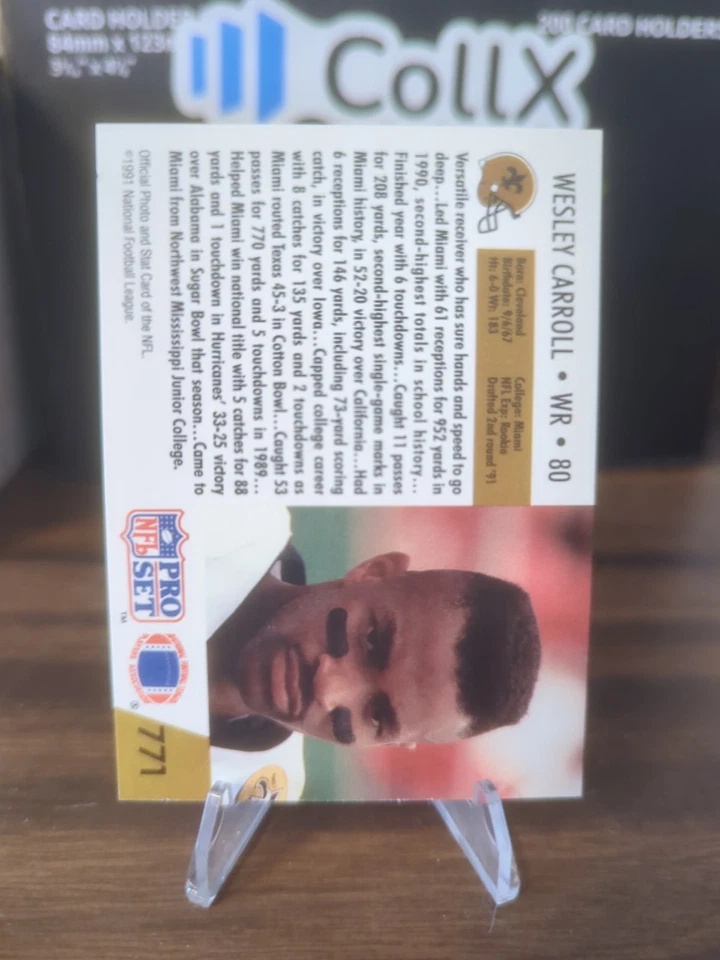 CARD HOLDER
84mm x 123
200 CARD HOLDERS
CollX
WESLEY CARROLL • WR • 80
Born: Cleveland
Birthdate: 9/6/67
Ht: 6-0 Wt: 183
College: Miami
NFL Exp: Rookie
Drafted 2nd round '91
Versatile receiver who has sure hands and speed to go
deep...Led Miami with 61 receptions for 952 yards in
1990, second-highest totals in school history...
Finished year with 6 touchdowns...Caught 11 passes
for 208 yards, second-highest single-game marks in
Miami history, in 52-20 victory over California...Had
6 receptions for 146 yards, including 73-yard scoring
catch, in victory over Iowa...Capped college career
with 8 catches for 135 yards and 2 touchdowns as
Miami routed Texas 45-3 in Cotton Bowl...Caught 53
passes for 770 yards and 5 touchdowns in 1989...
Helped Miami win national title with 5 catches for 88
yards and 1 touchdown in Hurricanes' 33-25 victory
over Alabama in Sugar Bowl that season...Came to
Miami from Northwest Mississippi Junior College.
Official Photo and Stat Card of the NFL.
©1991 National Football League.
PRO
NFL SET
™
®
771